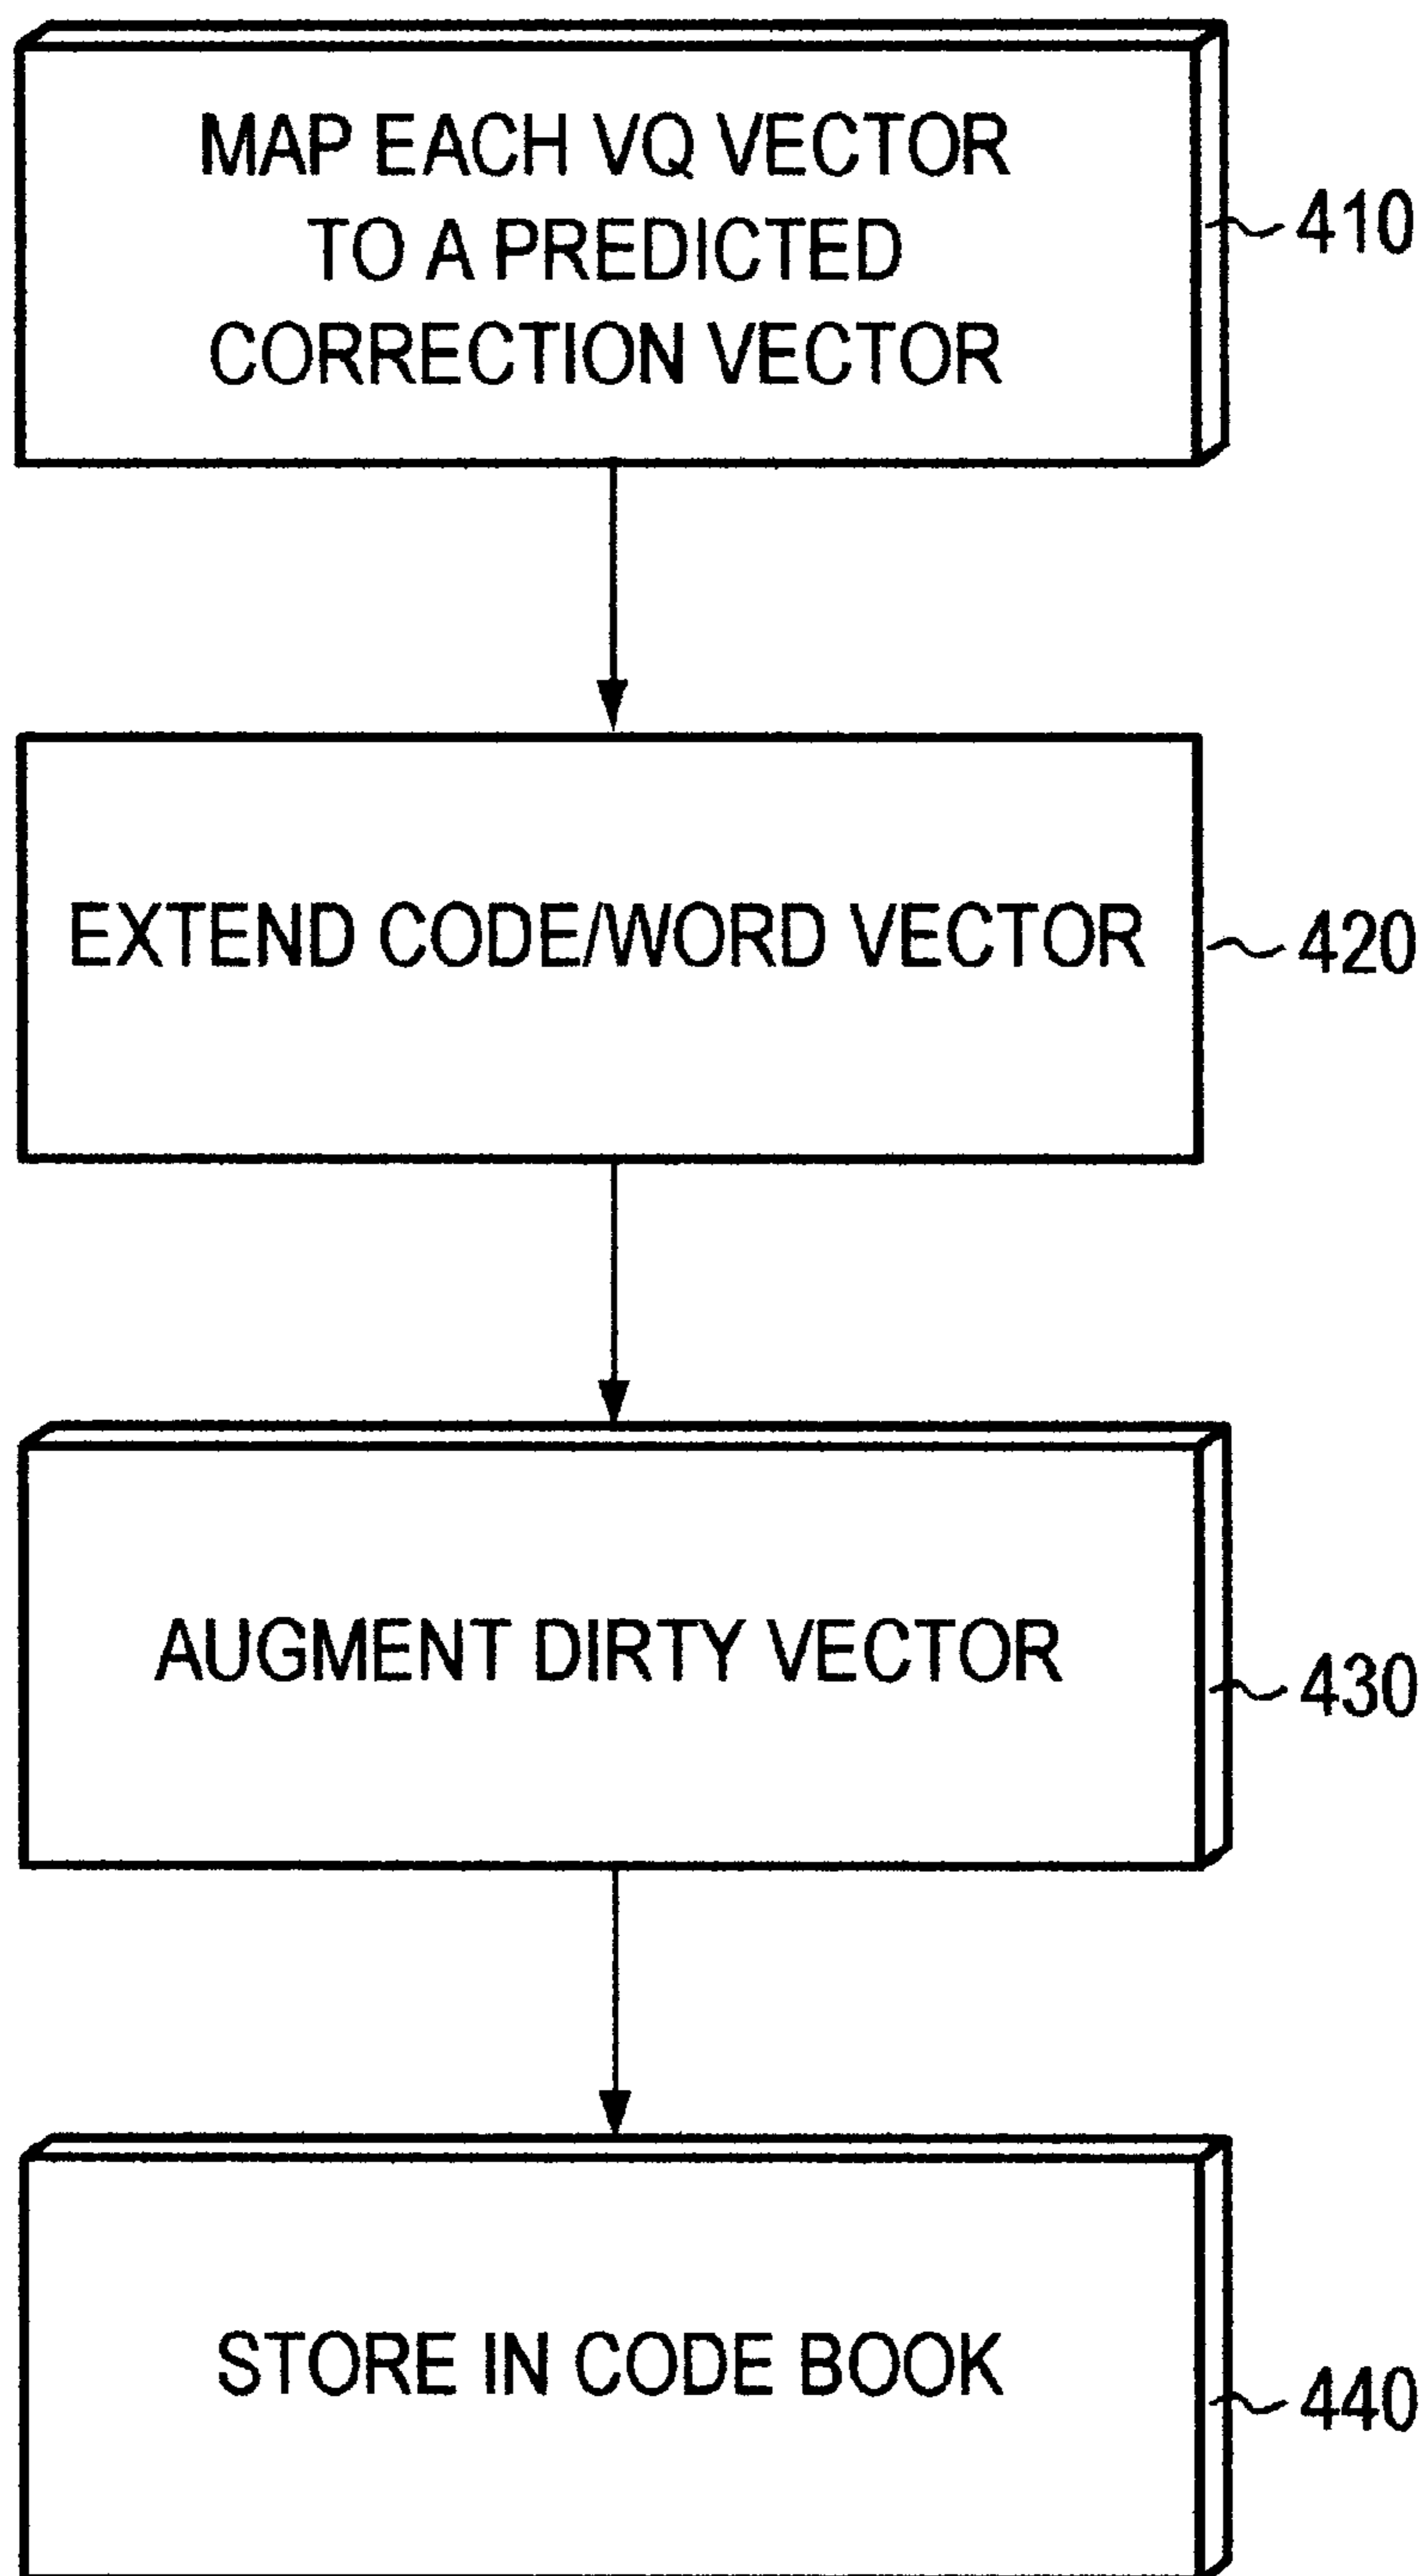 MAP EACH VQ VECTOR
TO A PREDICTED
CORRECTION VECTOR
410
EXTEND CODE/WORD VECTOR
420
AUGMENT DIRTY VECTOR
430
STORE IN CODE BOOK
440